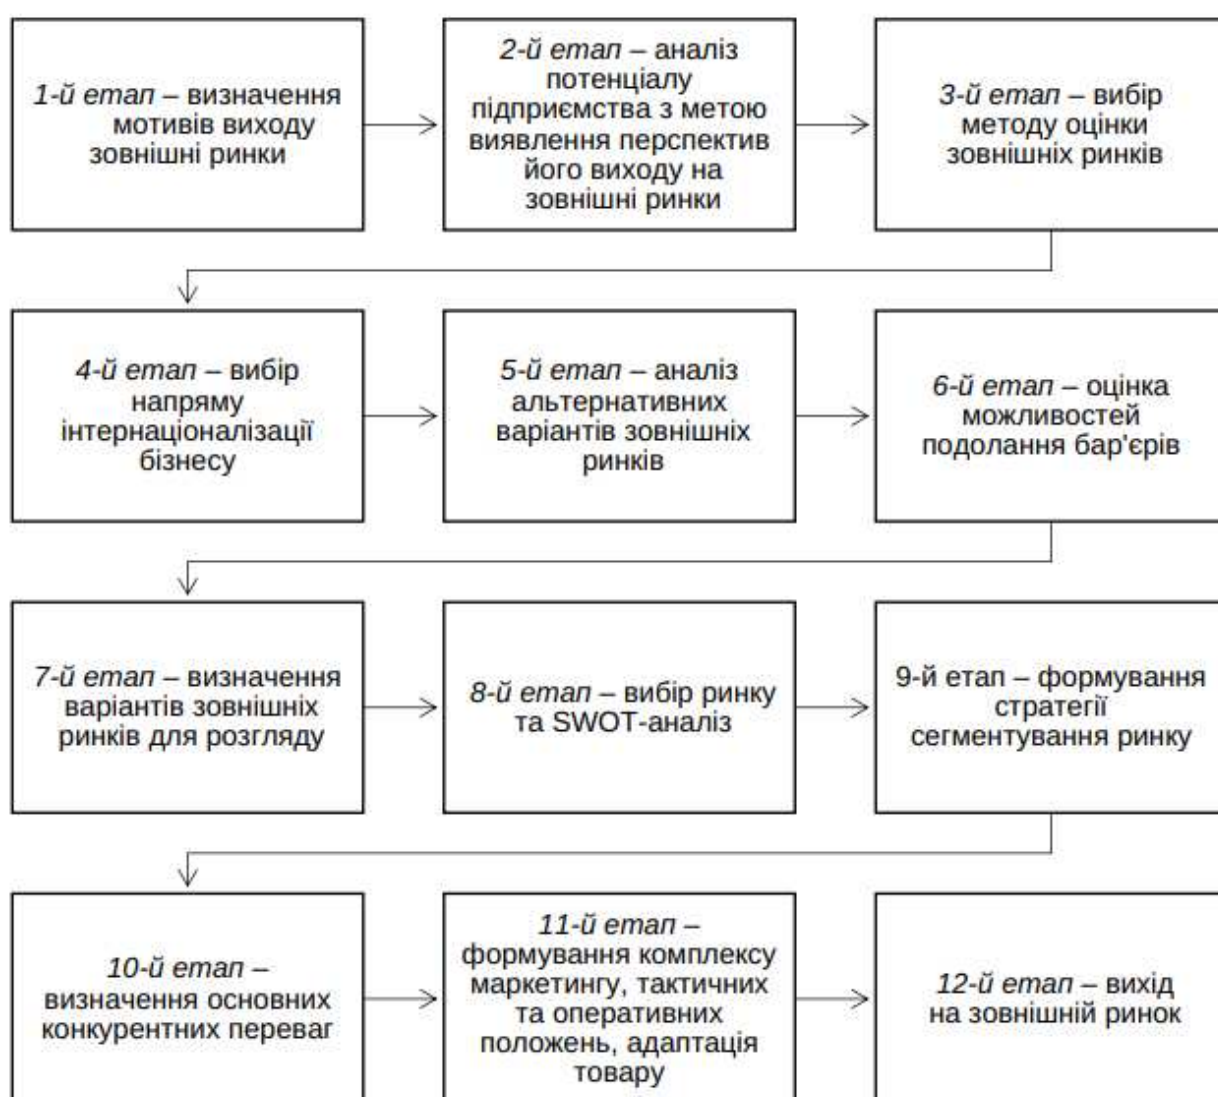 1-й етап – визначення
мотивів виходу
зовнішні ринки
2-й етап – аналіз
потенціалу
підприємства з метою
виявлення перспектив
його виходу на
зовнішні ринки
3-й етап – вибір
методу оцінки
зовнішніх ринків
4-й етап – вибір
напряму
інтернаціоналізації
бізнесу
5-й етап – аналіз
альтернативних
варіантів зовнішніх
ринків
6-й етап – оцінка
можливостей
подолання бар'єрів
7-й етап – визначення
варіантів зовнішніх
ринків для розгляду
8-й етап – вибір ринку
та SWOT-аналіз
9-й етап – формування
стратегії
сегментування ринку
10-й етап –
визначення основних
конкурентних переваг
11-й етап –
формування комплексу
маркетингу, тактичних
та оперативних
положень, адаптація
товару
12-й етап – вихід
на зовнішній ринок